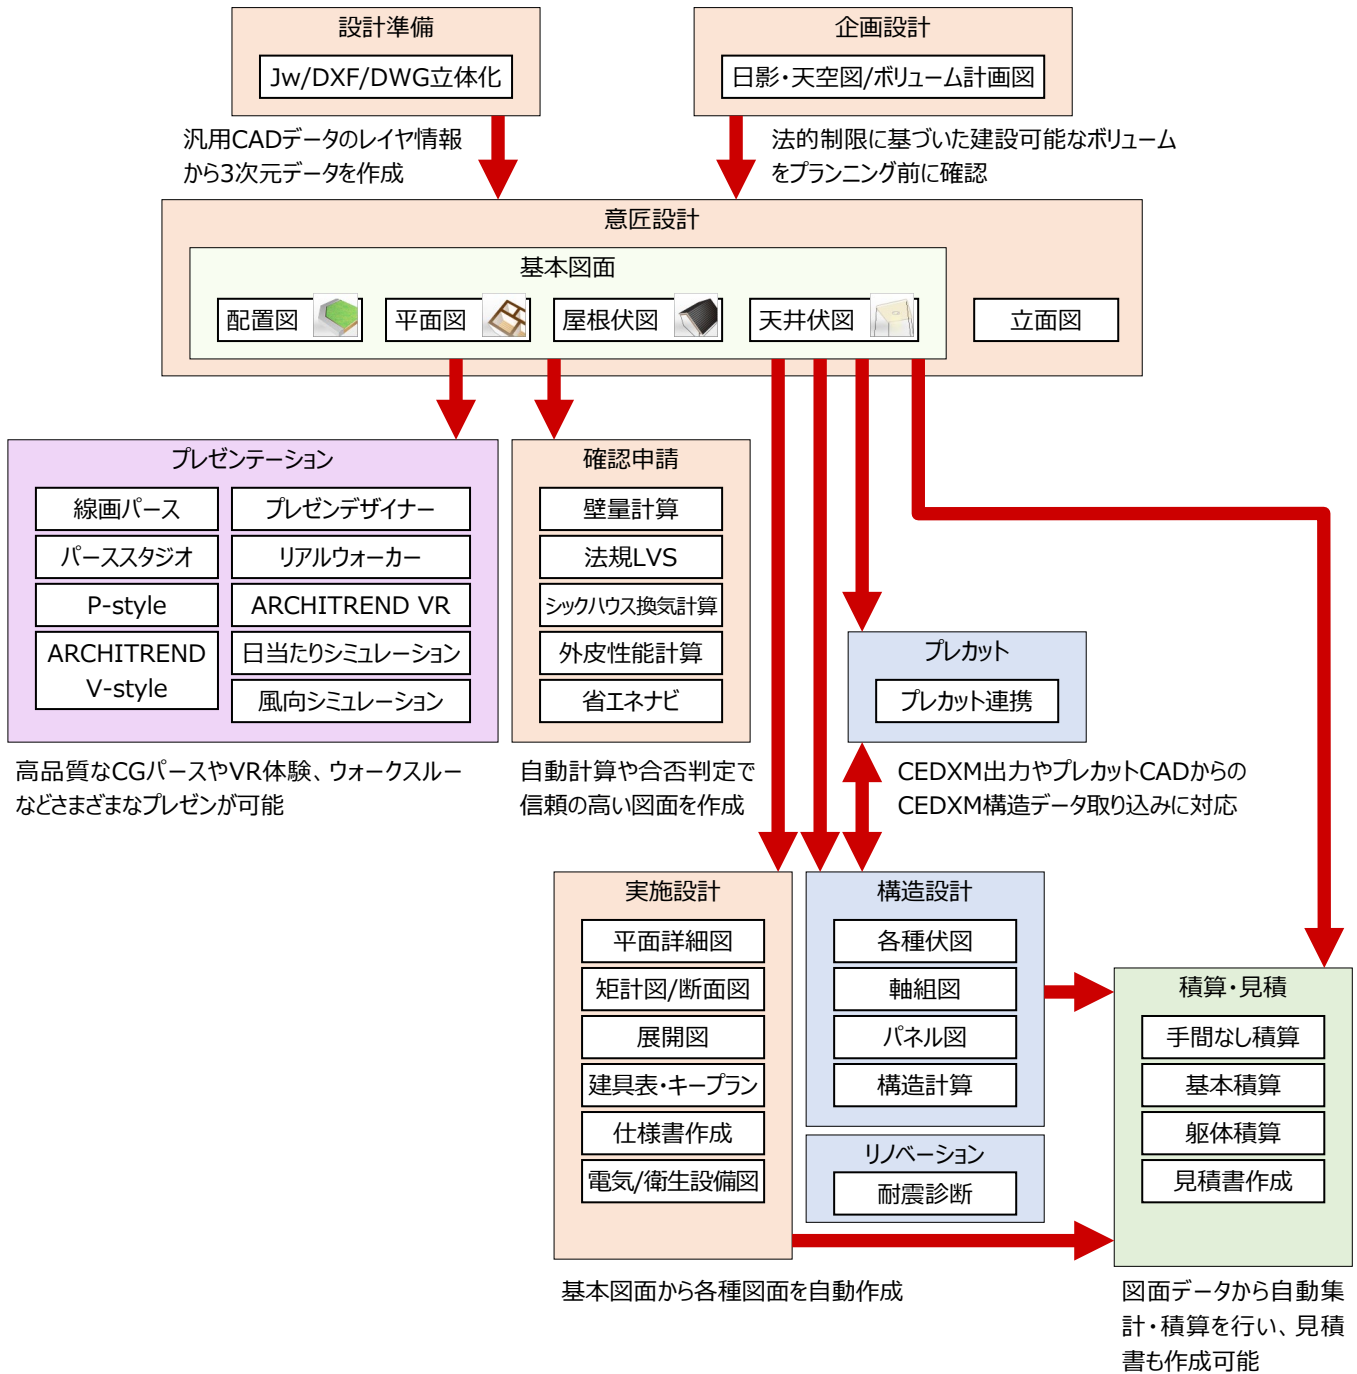 設計準備
Jw/DXF/DWG立体化
企画設計
日影・天空図/ボリューム計画図
汎用CADデータのレイヤ情報
から3次元データを作成
法的制限に基づいた建設可能なボリューム
をプランニング前に確認
意匠設計
基本図面
配置図
平面図
屋根伏図
天井伏図
立面図
プレゼンテーション
線画パース
プレゼンデザイナー
パーススタジオ
リアルウォーカー
P-style
ARCHITREND VR
ARCHITREND
V-style
日当たりシミュレーション
風向シミュレーション
高品質なCGパースやVR体験、ウォークスルー
などさまざまなプレゼンが可能
確認申請
壁量計算
法規LVS
シックハウス換気計算
外皮性能計算
省エネナビ
自動計算や合否判定で
信頼の高い図面を作成
プレカット
プレカット連携
CEDXM出力やプレカットCADからの
CEDXM構造データ取り込みに対応
実施設計
平面詳細図
矩計図/断面図
展開図
建具表・キープラン
仕様書作成
電気/衛生設備図
基本図面から各種図面を自動作成
構造設計
各種伏図
軸組図
パネル図
構造計算
リノベーション
耐震診断
積算・見積
手間なし積算
基本積算
躯体積算
見積書作成
図面データから自動集
計・積算を行い、見積
書も作成可能